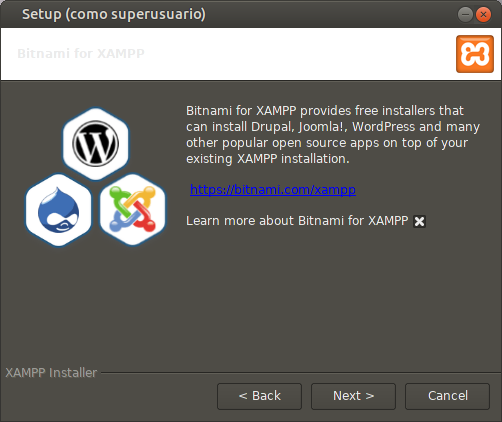 Setup (como superusuario)
Bitnami for XAMPP
Bitnami for XAMPP provides free installers that
can install Drupal, Joomla!, WordPress and many
other popular open source apps on top of your
existing XAMPP installation.
https://bitnami.com/xampp
Learn more about Bitnami for XAMPP
XAMPP Installer
< Back
Next >
Cancel